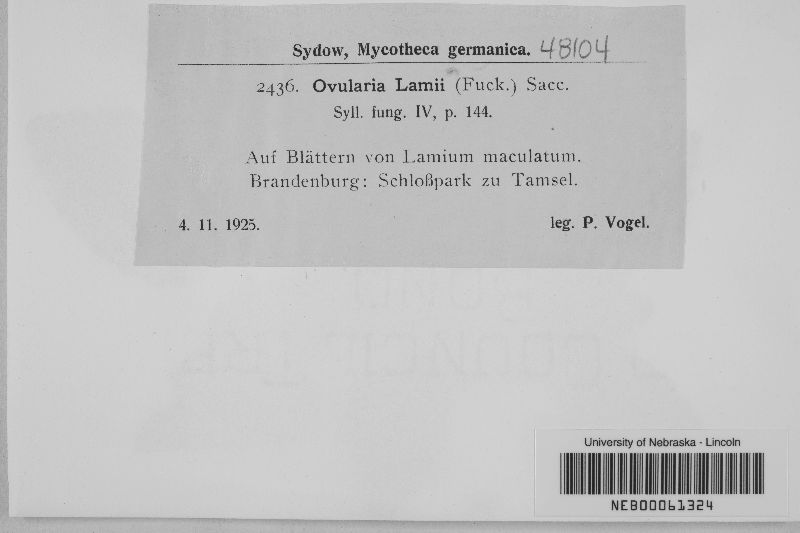 Sydow, Mycotheca germanica. 48104
2436. Ovularia Lamii (Fuck.) Sacc.
Syll. fung. IV, p. 144.
Auf Blättern von Lamium maculatum.
Brandenburg: Schloßpark zu Tamsel.
4. 11. 1925. leg. P. Vogel.
University of Nebraska - Lincoln
NEB00061324